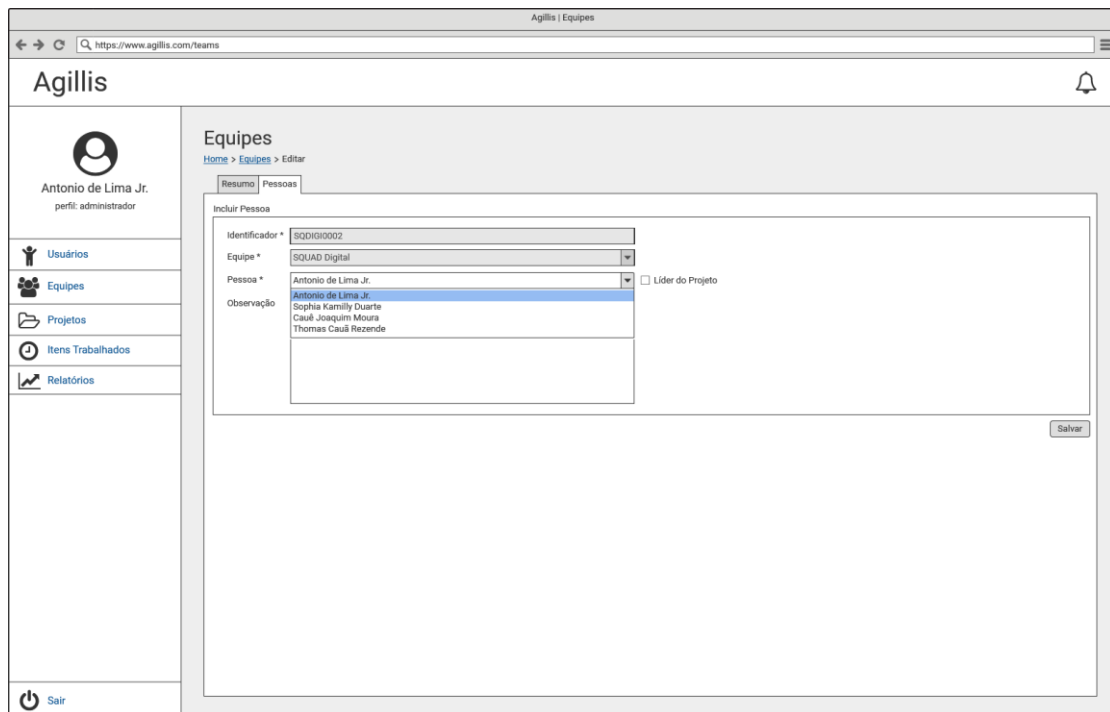 Agillis | Equipes
https://www.agillis.com/teams
Agillis
Antonio de Lima Jr.
perfil: administrador
Usuários
Equipes
Projetos
Itens Trabalhados
Relatórios
Sair
Equipes
Home > Equipes > Editar
Resumo Pessoas
Incluir Pessoa
Identificador * SQDIGI0002
Equipe * SQUAD Digital
Pessoa * Antonio de Lima Jr. Líder do Projeto
Antonio de Lima Jr.
Observação
Sophia Kamilly Duarte
Cauê Joaquim Moura
Thomas Cauã Rezende
Salvar